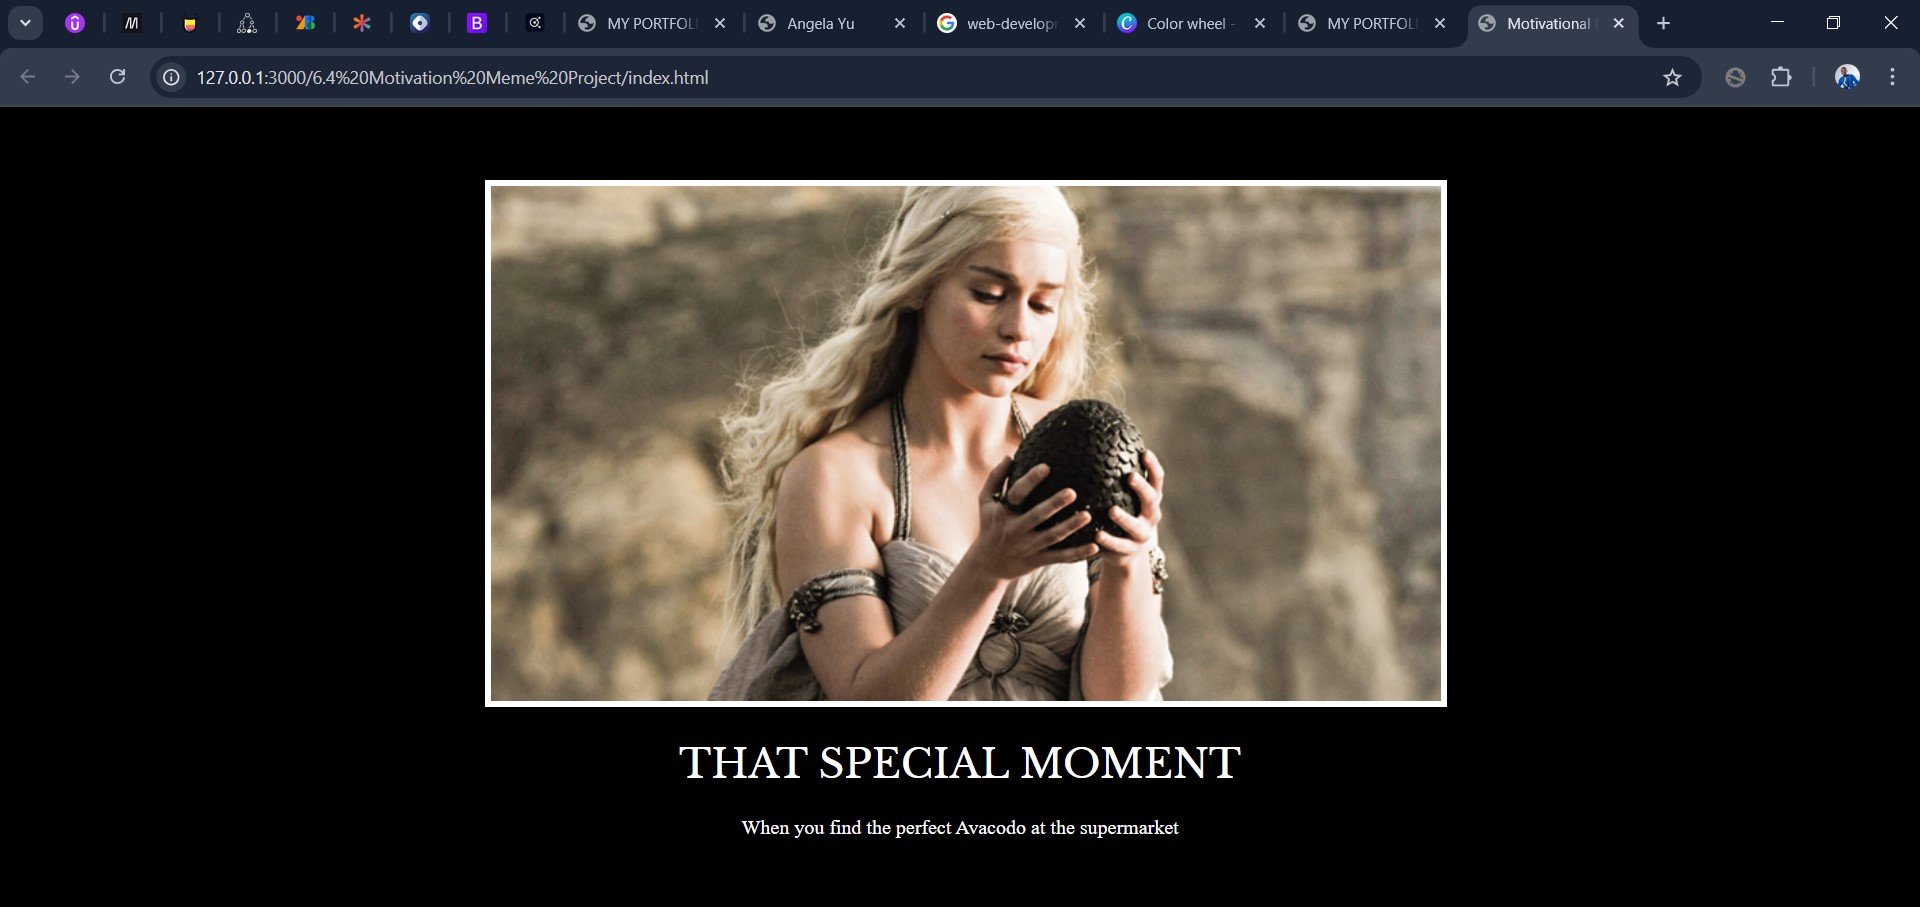 MY PORTFOLI
Angela Yu
web-develop
Color wheel -
MY PORTFOLI
Motivational
127.0.0.1:3000/6.4%20Motivation%20Meme%20Project/index.html
THAT SPECIAL MOMENT
When you find the perfect Avacodo at the supermarket